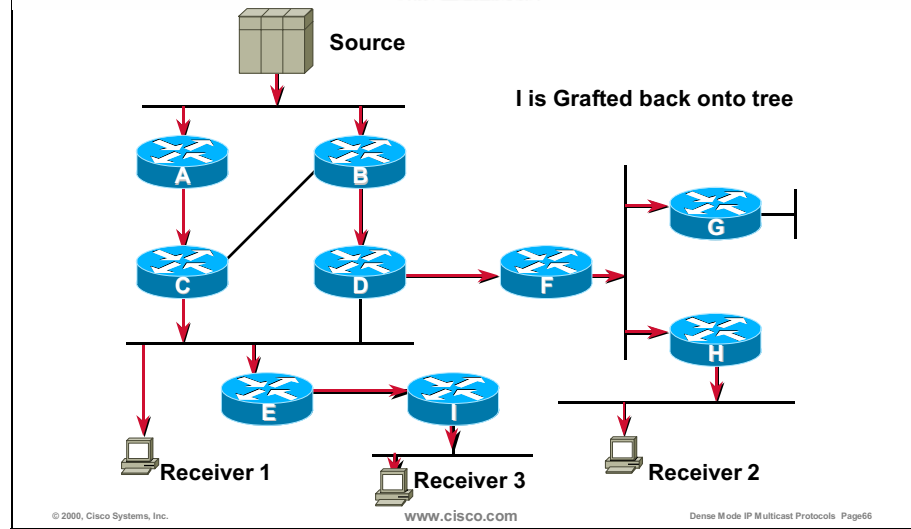 Source
I is Grafted back onto tree
A
B
G
C
D
F
H
E
I
Receiver 1
Receiver 3
Receiver 2
© 2000, Cisco Systems, Inc.
www.cisco.com
Dense Mode IP Multicast Protocols Page66